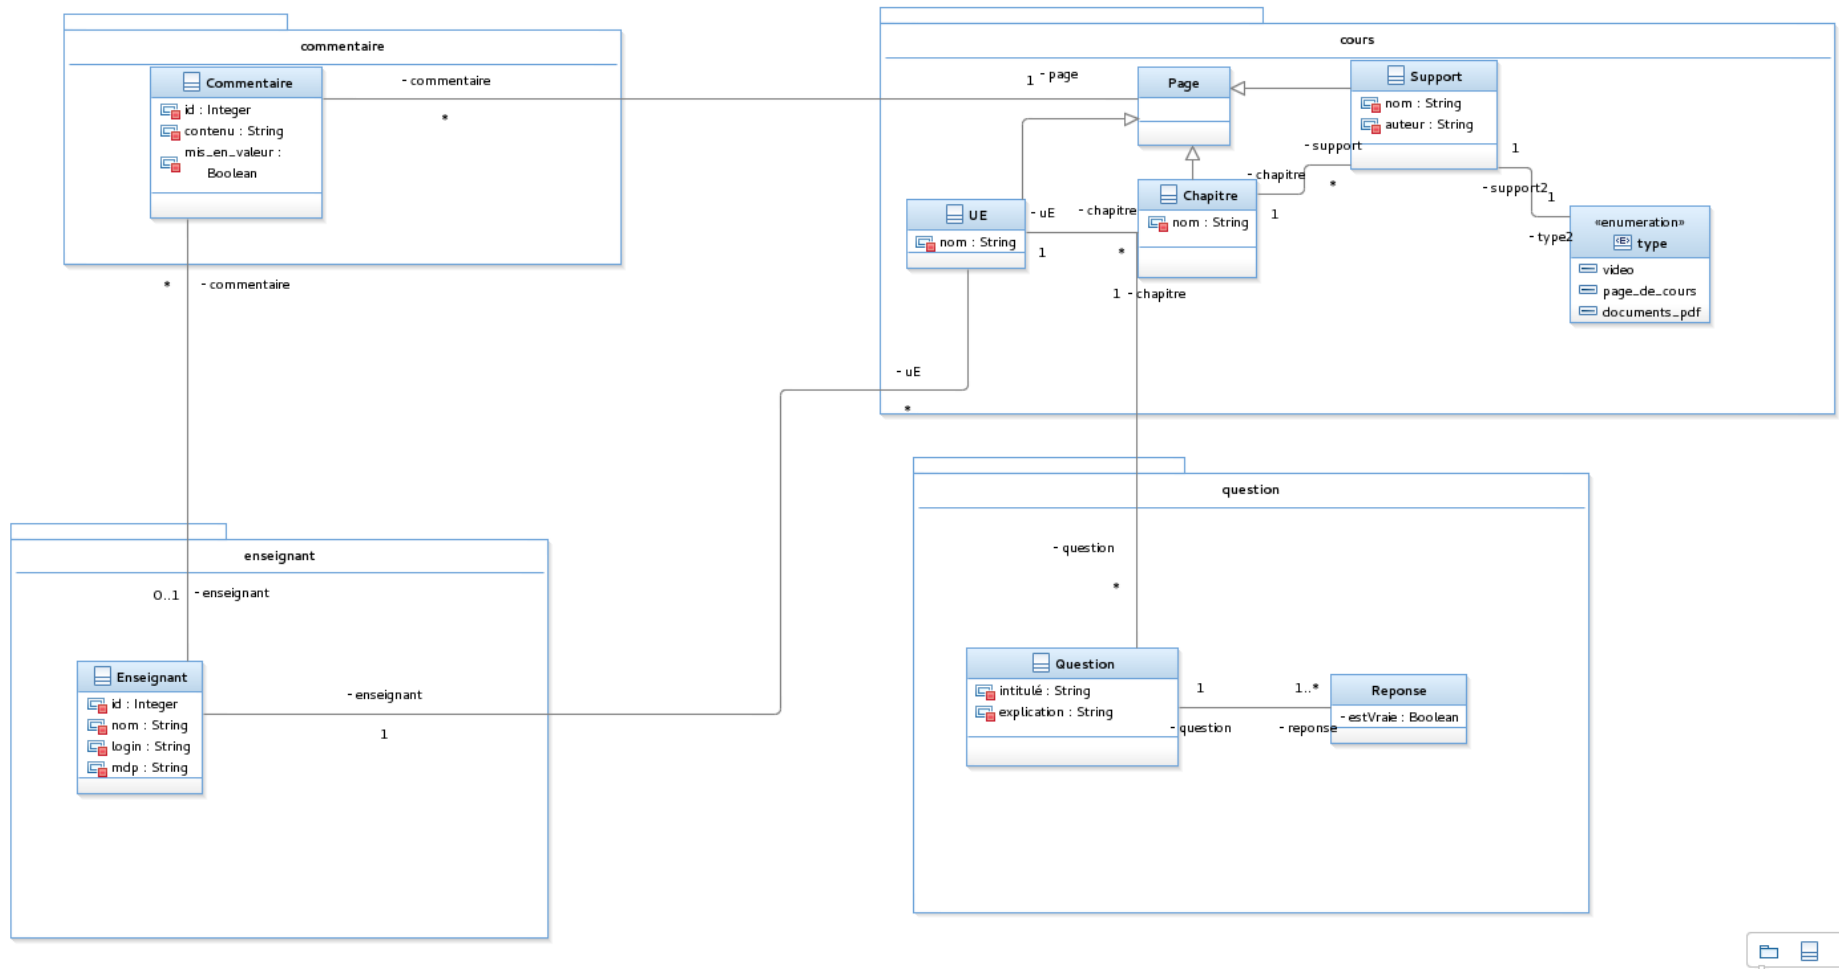 commentaire
Commentaire
id : Integer
contenu : String
mis_en_valeur :
Boolean
- commentaire
*
* - commentaire
cours
1 - page
Page
Support
nom : String
auteur : String
- support
*
- chapitre
1
1
- support2
1
- type2
«enumeration»
type
video
page_de_cours
documents_pdf
Chapitre
nom : String
UE
nom : String
- uE
1
- chapitre
*
1 - chapitre
- uE
*
enseignant
0..1 - enseignant
Enseignant
id : Integer
nom : String
login : String
mdp : String
- enseignant
1
question
- question
*
Question
intitulé : String
explication : String
1
- question
1..*
- reponse
Reponse
- estVraie : Boolean